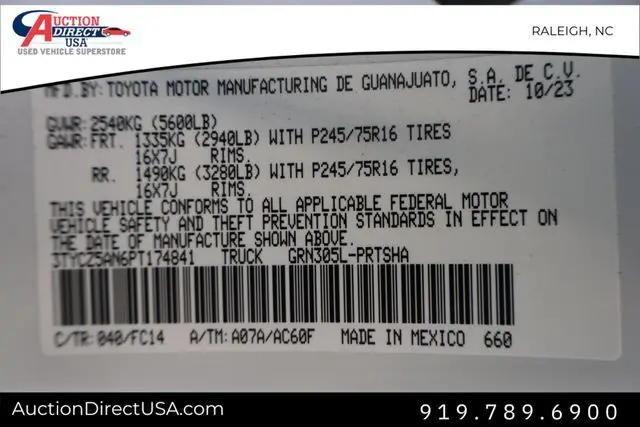 AUCTION
DIRECT
USA
USED VEHICLE SUPERSTORE
RALEIGH, NC
MFD.BY: TOYOTA MOTOR MANUFACTURING DE GUANAJUATO, S.A. DE C.V.
DATE: 10/23
GVWR: 2540KG (5600LB)
GAWR: FRT. 1335KG (2940LB) WITH P245/75R16 TIRES
16X7J RIMS.
RR. 1490KG (3280LB) WITH P245/75R16 TIRES,
16X7J RIMS.
THIS VEHICLE CONFORMS TO ALL APPLICABLE FEDERAL MOTOR
VEHICLE SAFETY AND THEFT PREVENTION STANDARDS IN EFFECT ON
THE DATE OF MANUFACTURE SHOWN ABOVE.
3TYCZ5AN6PT174841 TRUCK GRN305L-PRTSHA
C/TR: 040/FC14 A/TM: A07A/AC60F MADE IN MEXICO 660
AuctionDirectUSA.com
919.789.6900